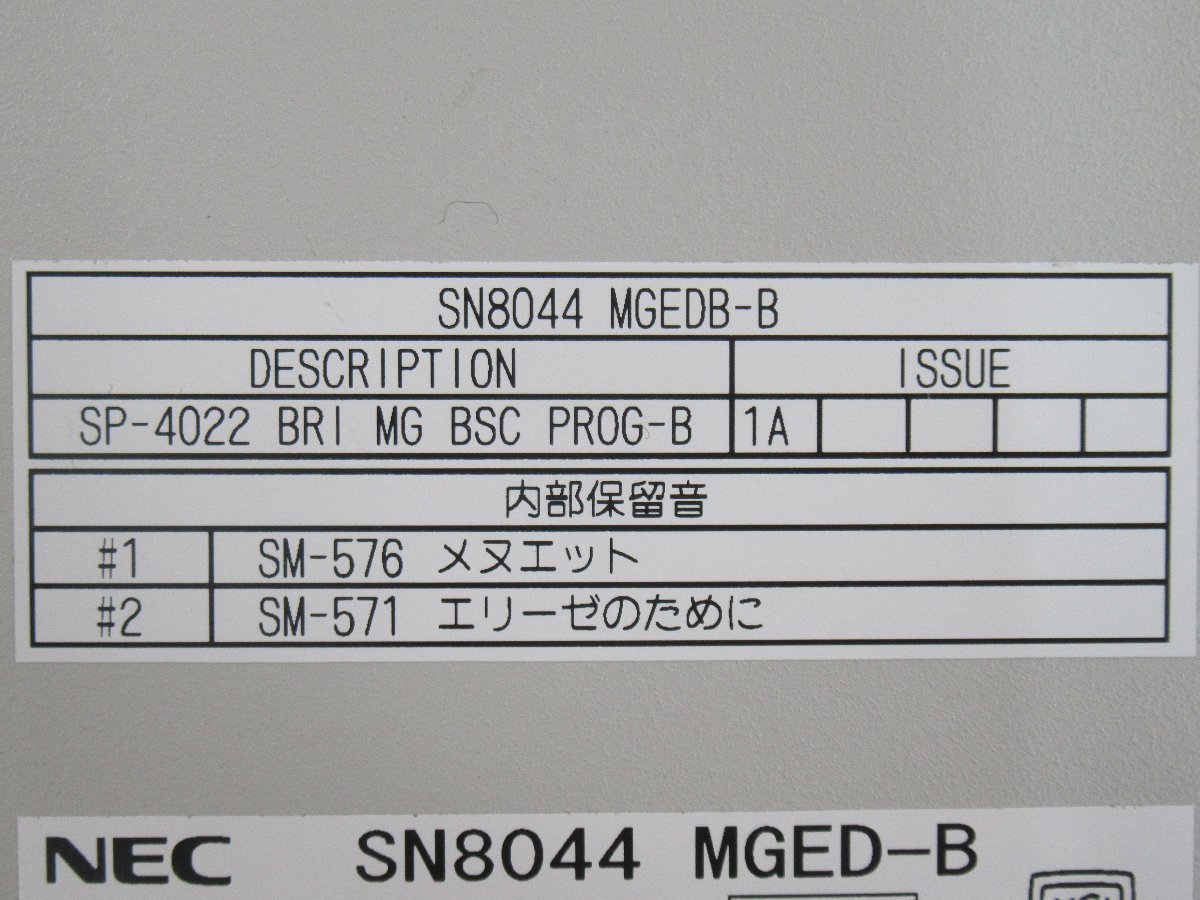 SN8044 MGEDB-B
DESCRIPTION ISSUE
SP-4022 BRI MG BSC PROG-B 1A
内部保留音
#1 SM-576 メヌエット
#2 SM-571 エリーゼのために
NEC SN8044 MGED-B